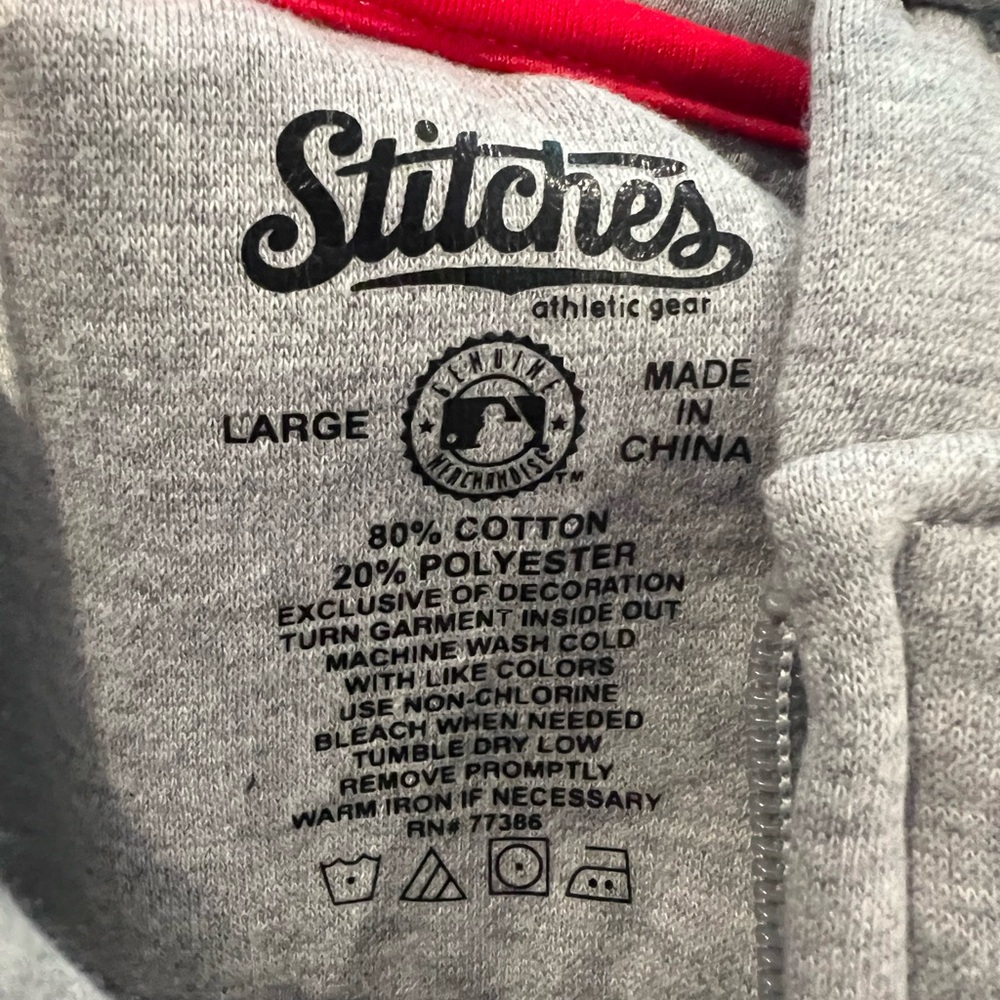 Stitches
athletic gear
LARGE
GENUINE
MERCHANDISE
TM
MADE
IN
CHINA
80% COTTON
20% POLYESTER
EXCLUSIVE OF DECORATION
TURN GARMENT INSIDE OUT
MACHINE WASH COLD
WITH LIKE COLORS
USE NON-CHLORINE
BLEACH WHEN NEEDED
TUMBLE DRY LOW
REMOVE PROMPTLY
WARM IRON IF NECESSARY
RN# 77386